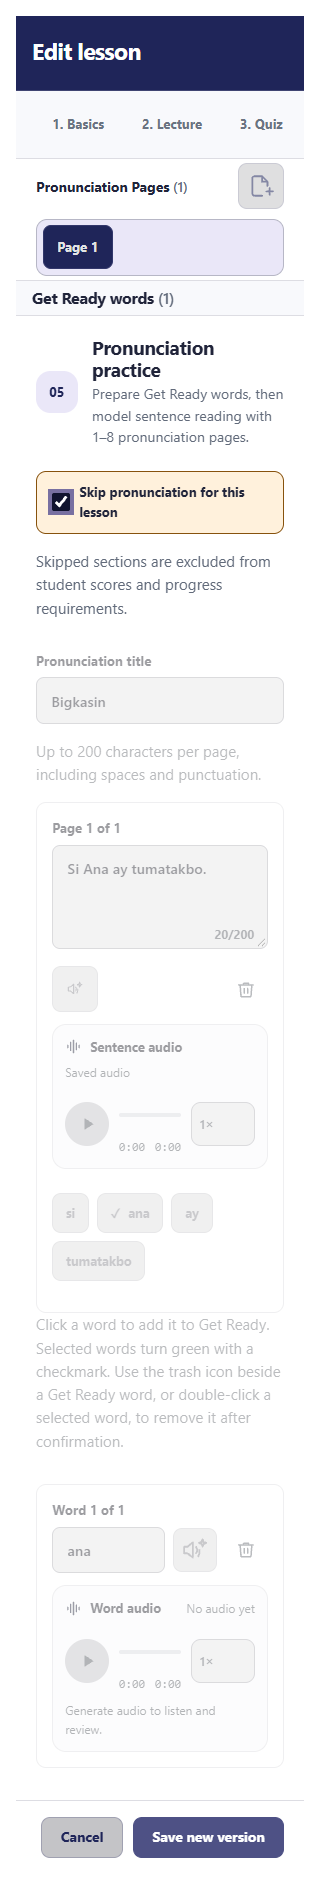 Edit lesson
1. Basics
2. Lecture
3. Quiz
Pronunciation Pages (1)
Page 1
Get Ready words (1)
05
Pronunciation
practice
Prepare Get Ready words, then
model sentence reading with
1–8 pronunciation pages.
Skip pronunciation for this
lesson
Skipped sections are excluded from
student scores and progress
requirements.
Pronunciation title
Bigkasin
Up to 200 characters per page,
including spaces and punctuation.
Page 1 of 1
Si Ana ay tumatakbo.
20/200
Sentence audio
Saved audio
0:00 0:00
1×
si
✓ ana
ay
tumatakbo
Click a word to add it to Get Ready.
Selected words turn green with a
checkmark. Use the trash icon beside
a Get Ready word, or double-click a
selected word, to remove it after
confirmation.
Word 1 of 1
ana
Word audio
No audio yet
0:00 0:00
1×
Generate audio to listen and
review.
Cancel
Save new version